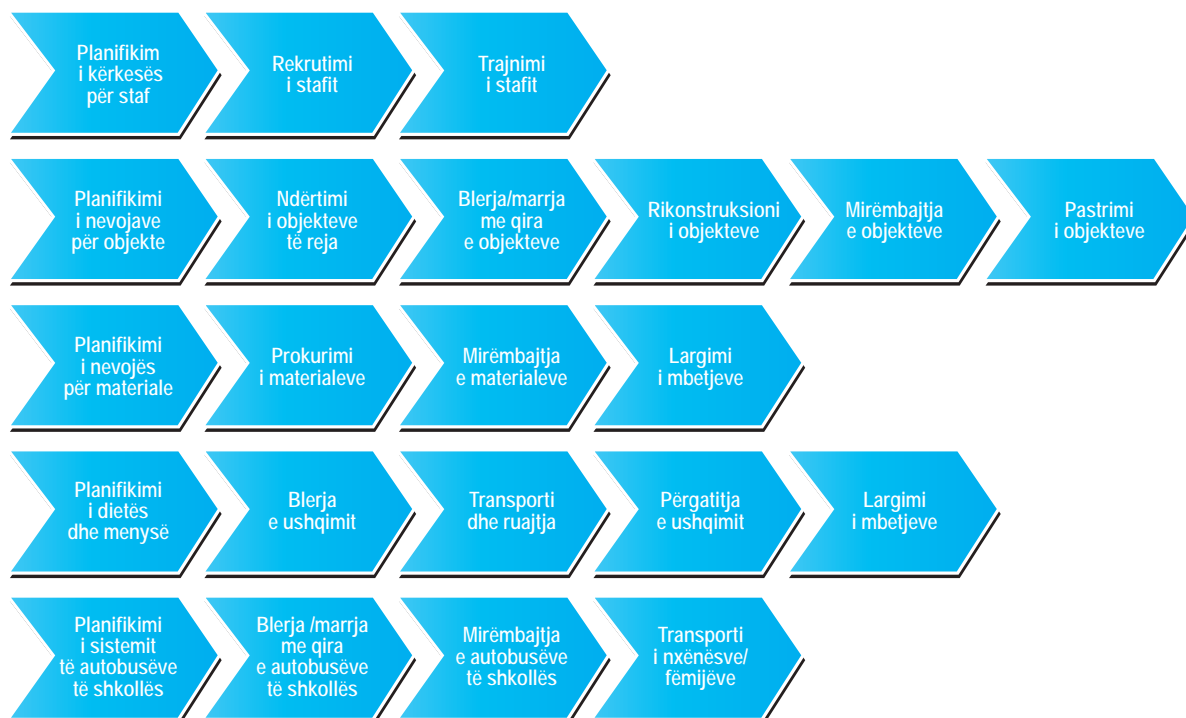 Planifikim
i kërkesës
për staf
Rekrutimi
i stafit
Trajnimi
i stafit
Planifikimi
i nevojave
për objekte
Ndërtimi
i objekteve
të reja
Blerja/marrja
me qira
e objekteve
Rikonstruksioni
i objekteve
Mirëmbajtja
e objekteve
Pastrimi
i objekteve
Planifikimi
i nevojës
për materiale
Prokurimi
i materialeve
Mirëmbajtja
e materialeve
Largimi
i mbetjeve
Planifikimi
i dietës
dhe menysë
Blerja
e ushqimit
Transporti
dhe ruajtja
Përgatitja
e ushqimit
Largimi
i mbetjeve
Planifikimi
i sistemit
të autobusëve
të shkollës
Blerja /marrja
me qira
e autobusëve
të shkollës
Mirëmbajtja
e autobusëve
të shkollës
Transporti
i nxënësve/
fëmijëve